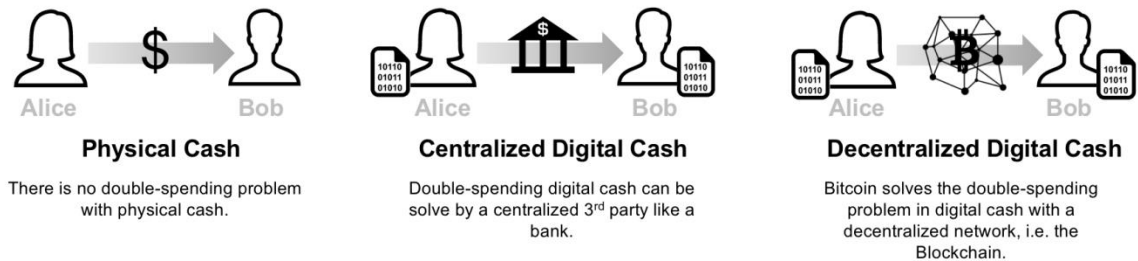 $
Alice
Bob
Physical Cash
There is no double-spending problem
with physical cash.
$
10110
01011
01010
10110
01011
01010
Alice
Bob
Centralized Digital Cash
Double-spending digital cash can be
solve by a centralized 3rd party like a
bank.
10110
01011
01010
₿
10110
01011
01010
Alice
Bob
Decentralized Digital Cash
Bitcoin solves the double-spending
problem in digital cash with a
decentralized network, i.e. the
Blockchain.